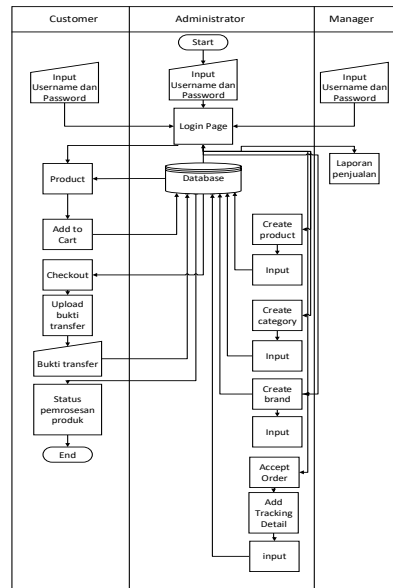 Customer
Administrator
Manager
Start
Input
Username dan
Password
Input
Username dan
Password
Input
Username dan
Password
Login Page
Product
Database
Laporan
penjualan
Add to
Cart
Create
product
Checkout
Input
Upload
bukti
transfer
Create
category
Bukti transfer
Input
Status
pemrosesan
produk
Create
brand
Input
End
Accept
Order
Add
Tracking
Detail
input